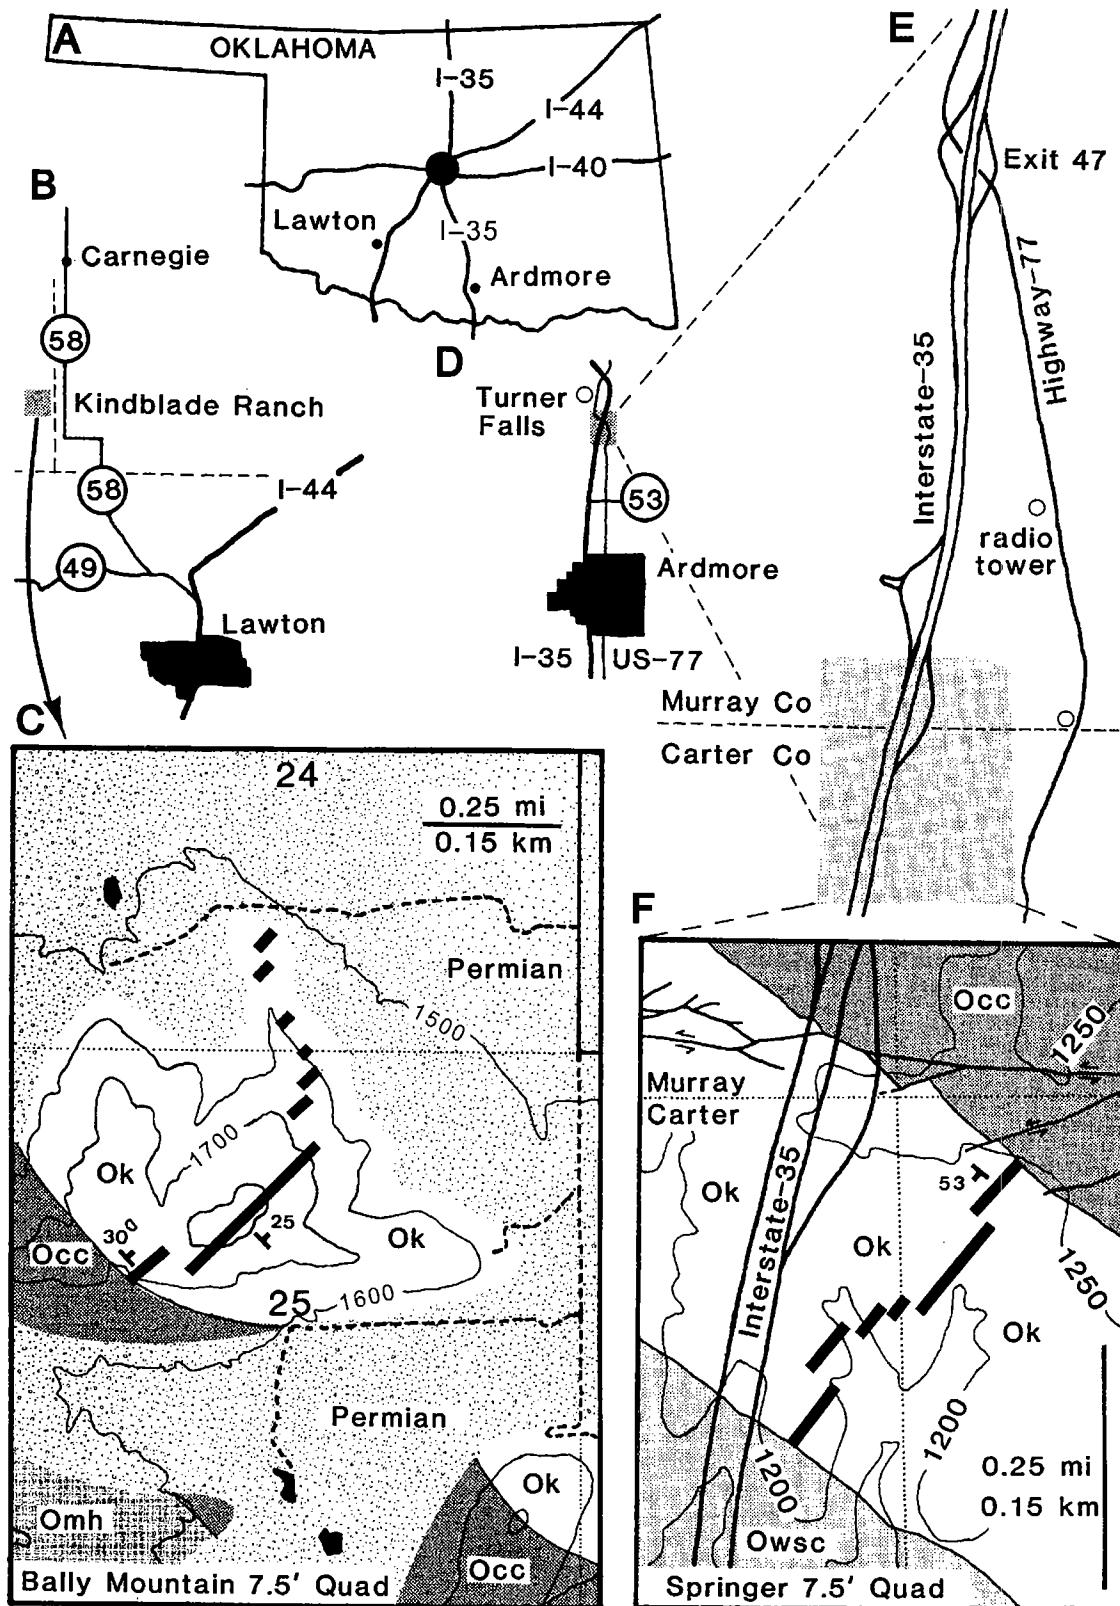 A
OKLAHOMA
I-35
I-44
I-40
Lawton
I-35
Ardmore
B
Carnegie
58
Kindblade Ranch
58
I-44
49
Lawton
D
Turner
Falls
53
Ardmore
I-35
US-77
E
Exit 47
Highway-77
Interstate-35
radio
tower
Murray Co
Carter Co
C
24
0.25 mi
0.15 km
Permian
1500
1700
Ok
30
25
Occ
Ok
25
1600
Permian
Ok
Omh
Occ
Bally Mountain 7.5' Quad
F
Occ
1250
Murray
Carter
Interstate-35
Ok
53
Ok
1250
Ok
1200
1200
0.25 mi
0.15 km
Owsc
Springer 7.5' Quad